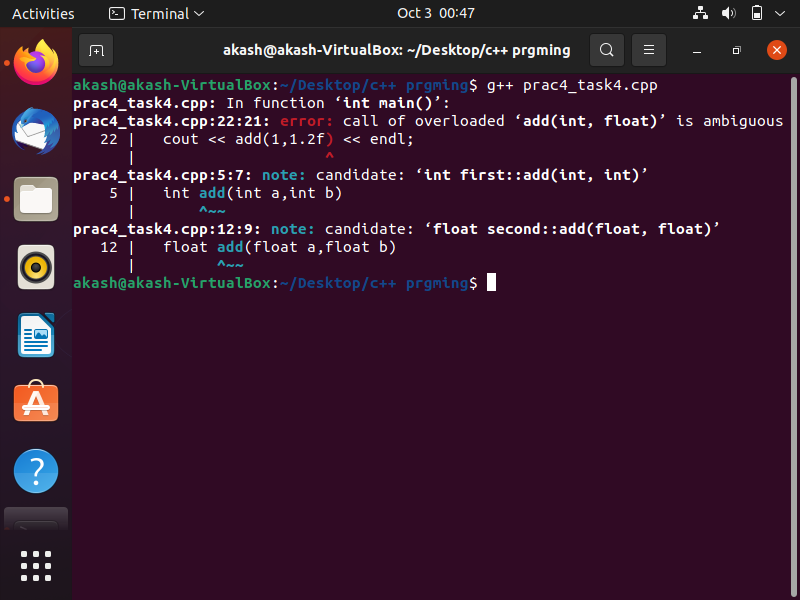 Activities Terminal Oct 3 00:47
akash@akash-VirtualBox: ~/Desktop/c++ prgming
akash@akash-VirtualBox:~/Desktop/c++ prgming$ g++ prac4_task4.cpp
prac4_task4.cpp: In function ‘int main()’:
prac4_task4.cpp:22:21: error: call of overloaded ‘add(int, float)’ is ambiguous
   22 |   cout << add(1,1.2f) << endl;
      |                     ^
prac4_task4.cpp:5:7: note: candidate: ‘int first::add(int, int)’
    5 |   int add(int a,int b)
      |       ^~~
prac4_task4.cpp:12:9: note: candidate: ‘float second::add(float, float)’
   12 |   float add(float a,float b)
      |         ^~~
akash@akash-VirtualBox:~/Desktop/c++ prgming$